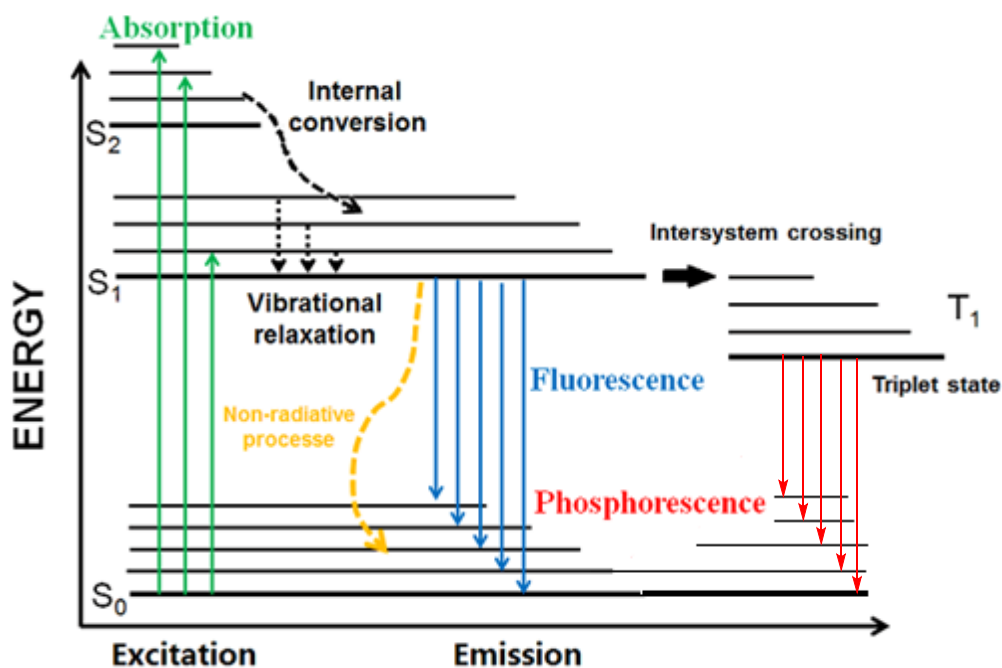 Absorption
Internal
conversion
S2
Intersystem crossing
S1
T1
Vibrational
relaxation
Triplet state
Fluorescence
Non-radiative
processe
Phosphorescence
S0
ENERGY
Excitation
Emission